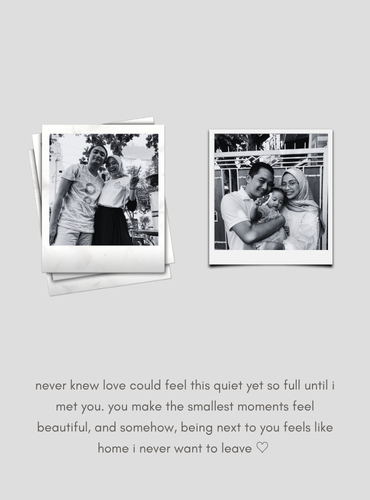 never knew love could feel this quiet yet so full until i
met you. you make the smallest moments feel
beautiful, and somehow, being next to you feels like
home i never want to leave ♡